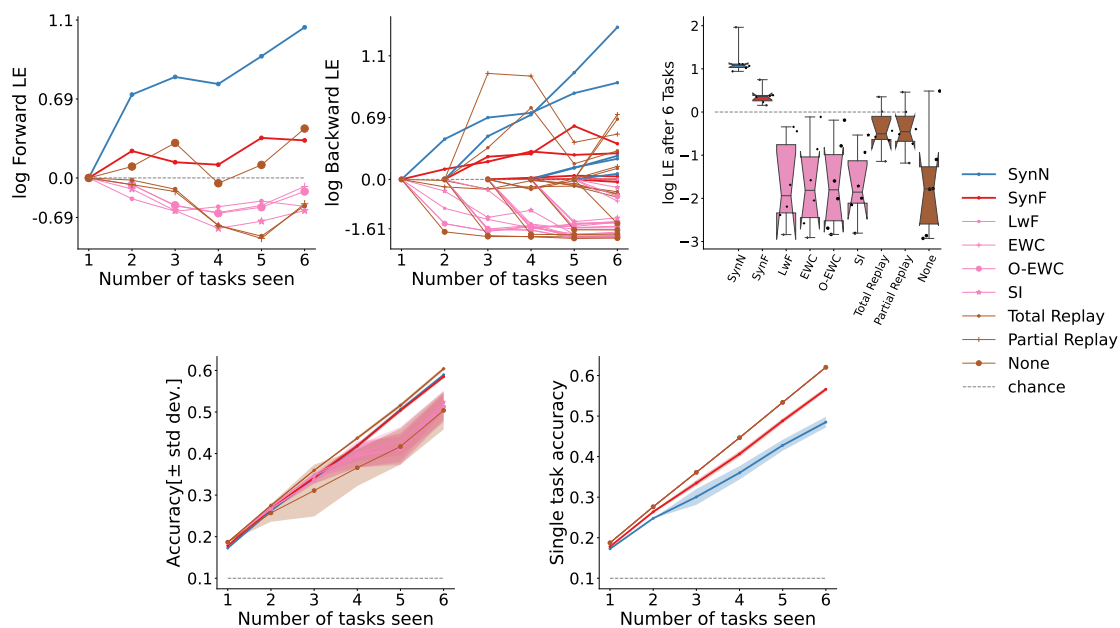 log Forward LE
1.1
0.69
0.0
-0.69
1 2 3 4 5 6
Number of tasks seen
log Backward LE
1.1
0.69
0.0
-1.61
1 2 3 4 5 6
Number of tasks seen
log LE after 6 Tasks
2
1
0
−1
−2
−3
SynN
SynF
LwF
EWC
O-EWC
SI
Total Replay
Partial Replay
None
SynN
SynF
LwF
EWC
O-EWC
SI
Total Replay
Partial Replay
None
chance
Accuracy[± std dev.]
0.6
0.5
0.4
0.3
0.2
0.1
1 2 3 4 5 6
Number of tasks seen
Single task accuracy
0.6
0.5
0.4
0.3
0.2
0.1
1 2 3 4 5 6
Number of tasks seen